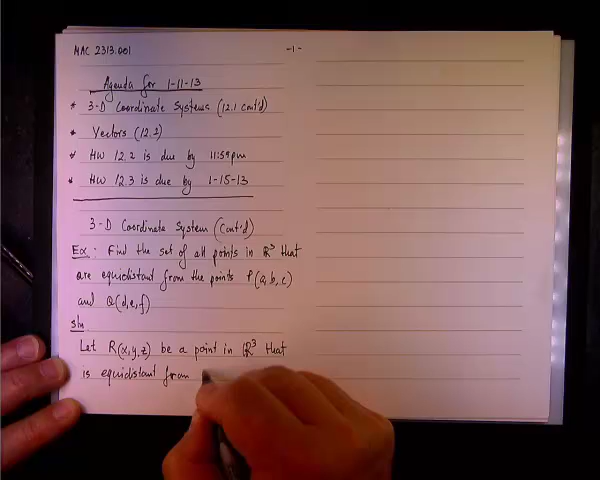 MAC 2313.001
-1-
Agenda for 1-11-13
* 3-D Coordinate Systems (12.1 cont'd)
* Vectors (12.2)
* HW 12.2 is due by 11:59pm
* HW 12.3 is due by 1-15-13
3-D Coordinate System (Cont'd)
Ex: Find the set of all points in ℝ³ that
are equidistant from the points P(a,b,c)
and Q(d,e,f)
Sln
Let R(x,y,z) be a point in ℝ³ that
is equidistant from